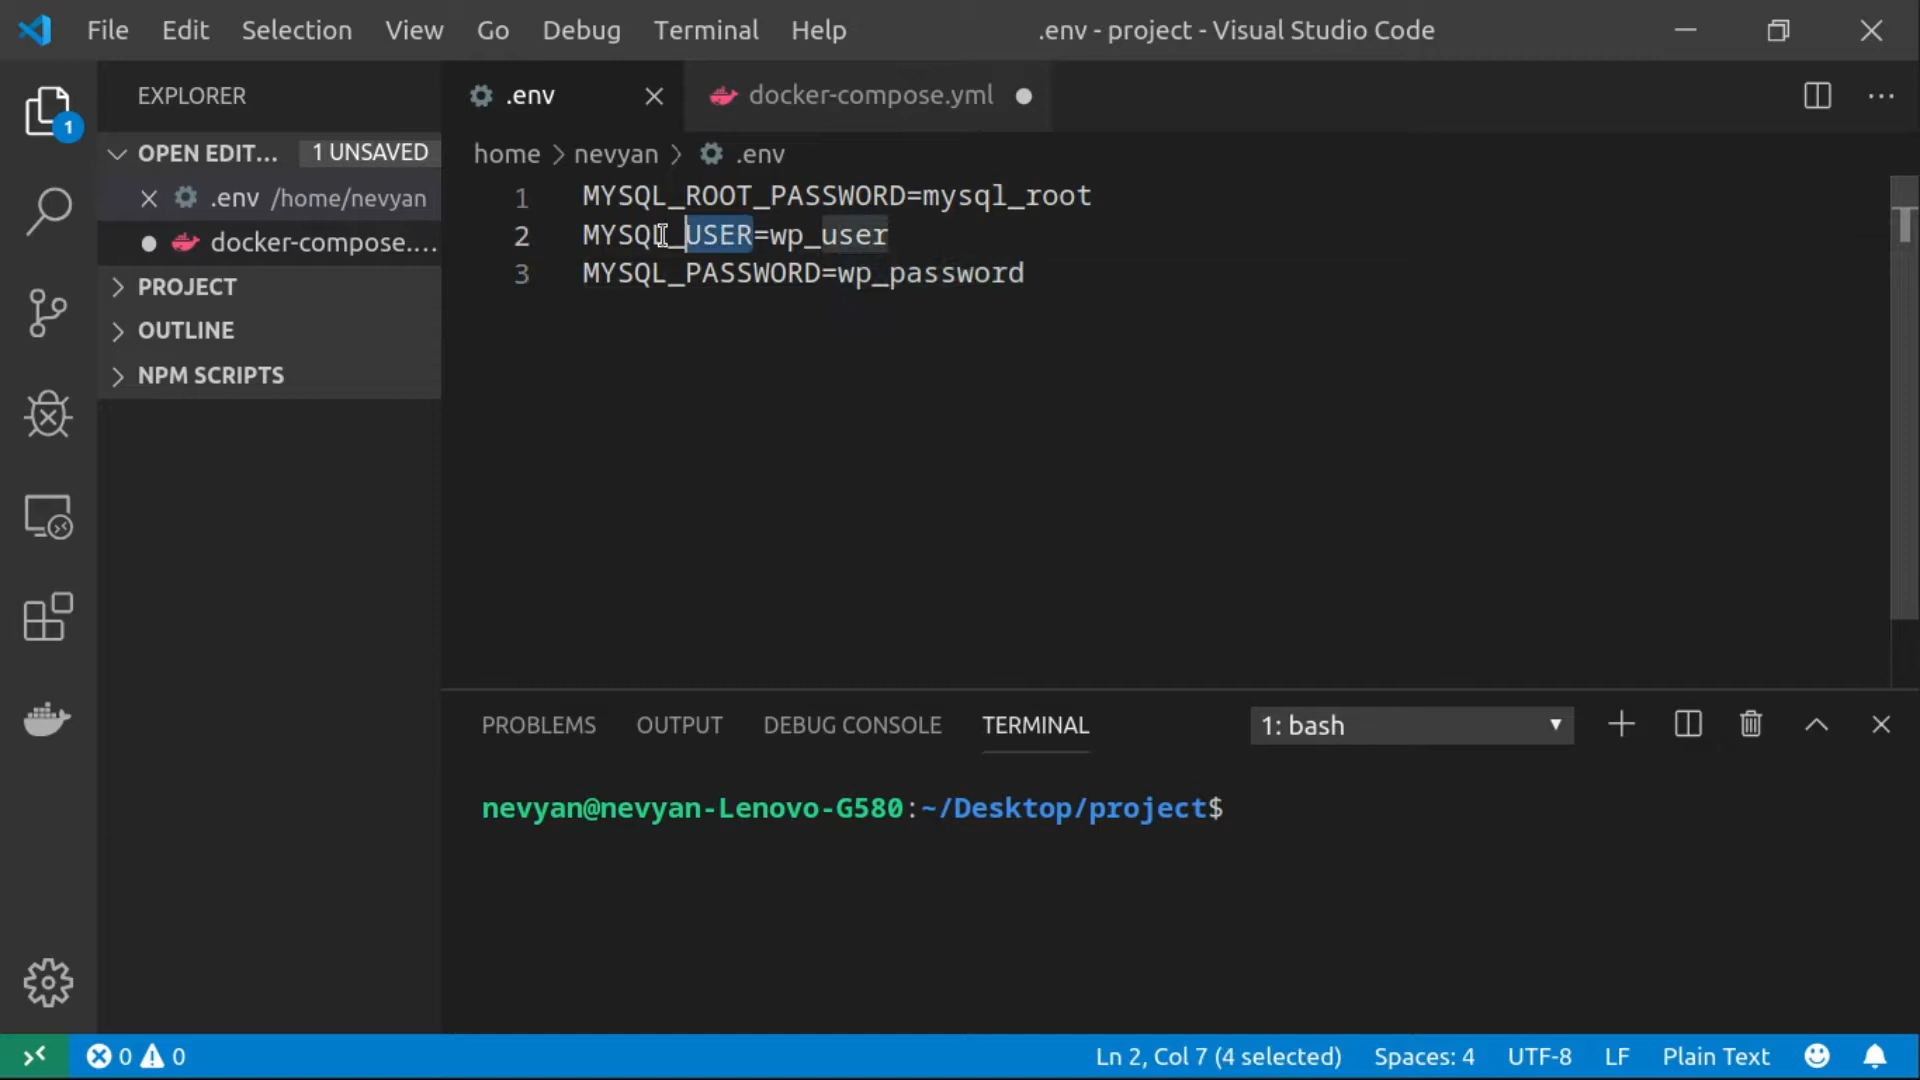 File Edit Selection View Go Debug Terminal Help .env - project - Visual Studio Code
EXPLORER
1
OPEN EDIT... 1 UNSAVED
.env /home/nevyan
docker-compose....
PROJECT
OUTLINE
NPM SCRIPTS
.env docker-compose.yml
home > nevyan > .env
1 MYSQL_ROOT_PASSWORD=mysql_root
2 MYSQL_USER=wp_user
3 MYSQL_PASSWORD=wp_password
PROBLEMS OUTPUT DEBUG CONSOLE TERMINAL 1: bash
nevyan@nevyan-Lenovo-G580:~/Desktop/project$
0 0 Ln 2, Col 7 (4 selected) Spaces: 4 UTF-8 LF Plain Text